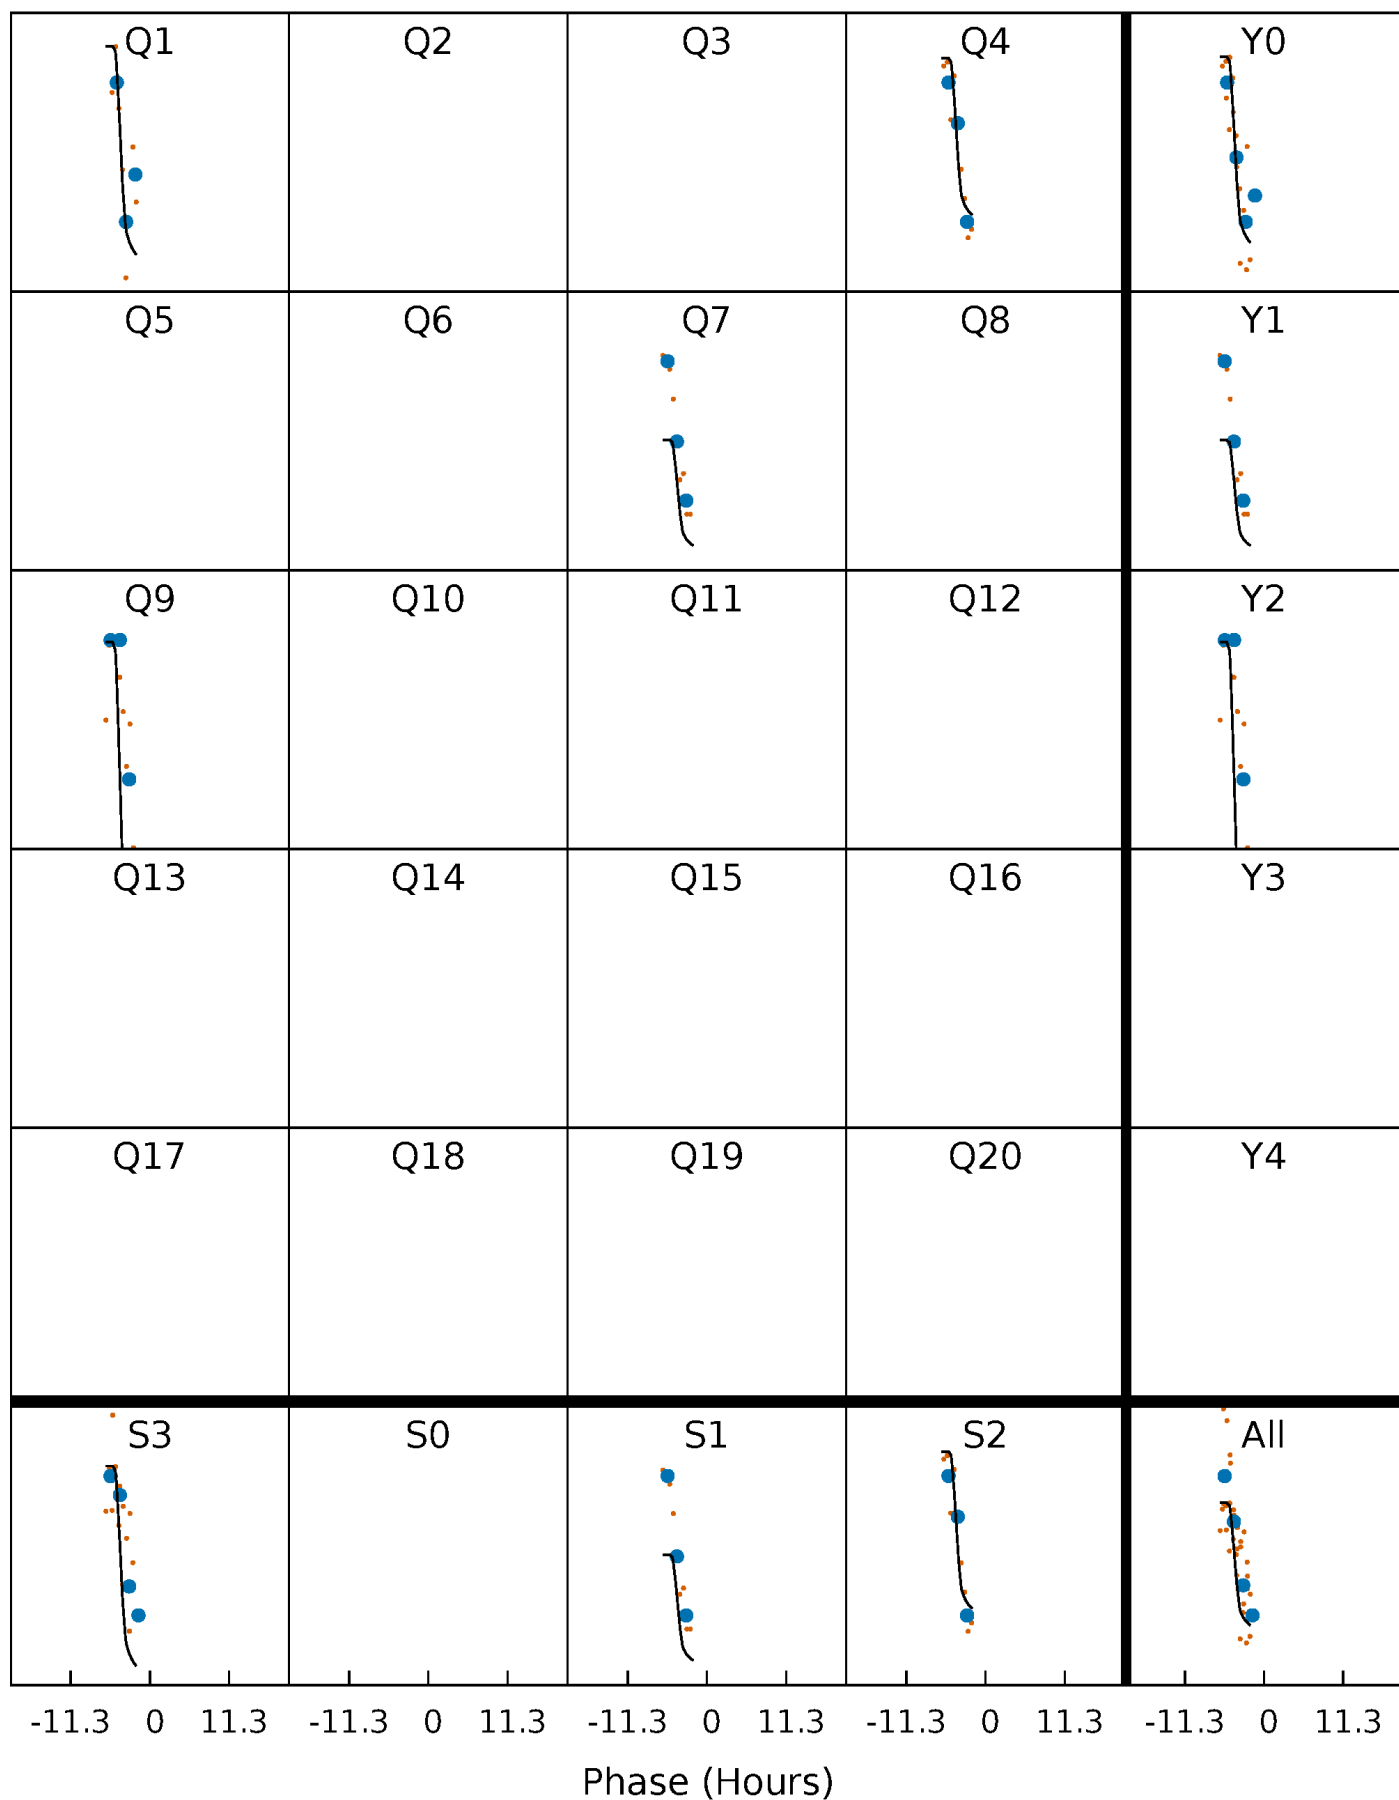 Q1 Q2 Q3 Q4 Y0
Q5 Q6 Q7 Q8 Y1
Q9 Q10 Q11 Q12 Y2
Q13 Q14 Q15 Q16 Y3
Q17 Q18 Q19 Q20 Y4
S3 S0 S1 S2 All
-11.3 0 11.3 -11.3 0 11.3 -11.3 0 11.3 -11.3 0 11.3 -11.3 0 11.3
Phase (Hours)